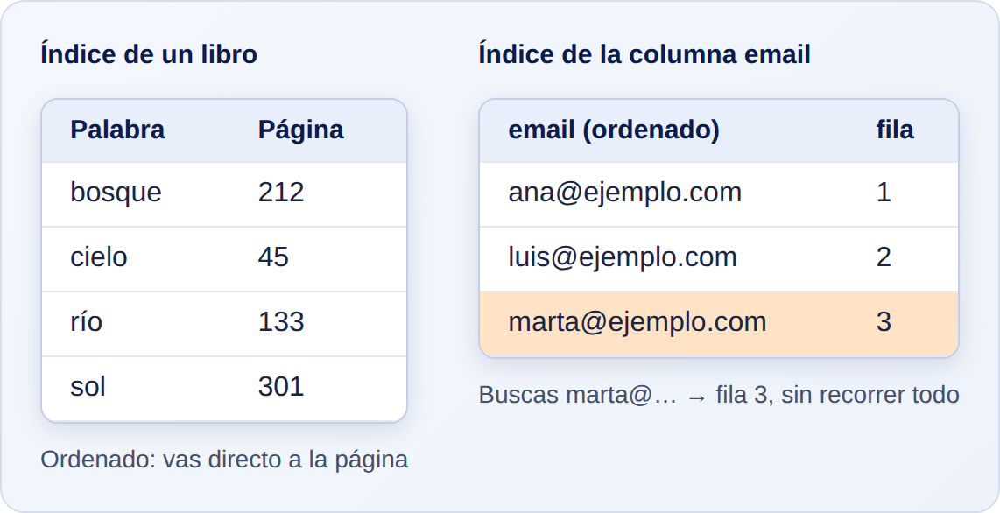 Índice de un libro
Palabra Página
bosque 212
cielo 45
río 133
sol 301
Ordenado: vas directo a la página
Índice de la columna email
email (ordenado) fila
ana@ejemplo.com 1
luis@ejemplo.com 2
marta@ejemplo.com 3
Buscas marta@… → fila 3, sin recorrer todo